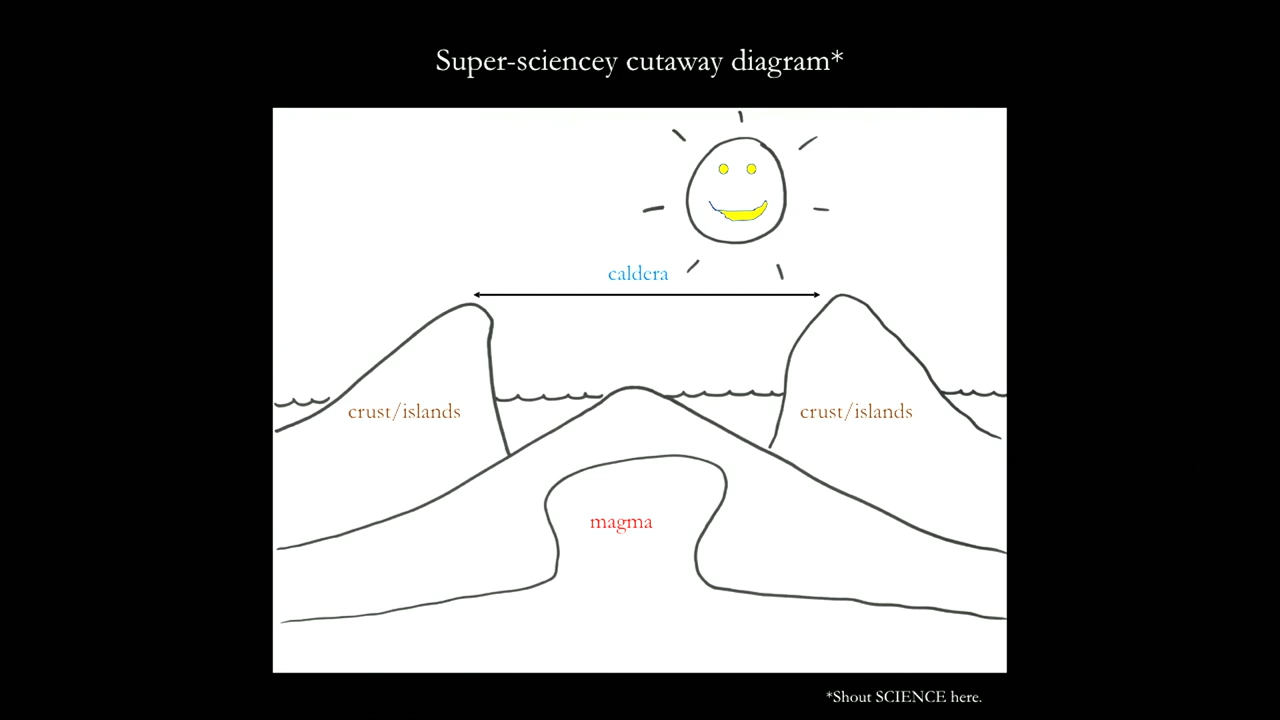 Super-sciencey cutaway diagram*
caldera
crust/islands
crust/islands
magma
*Shout SCIENCE here.